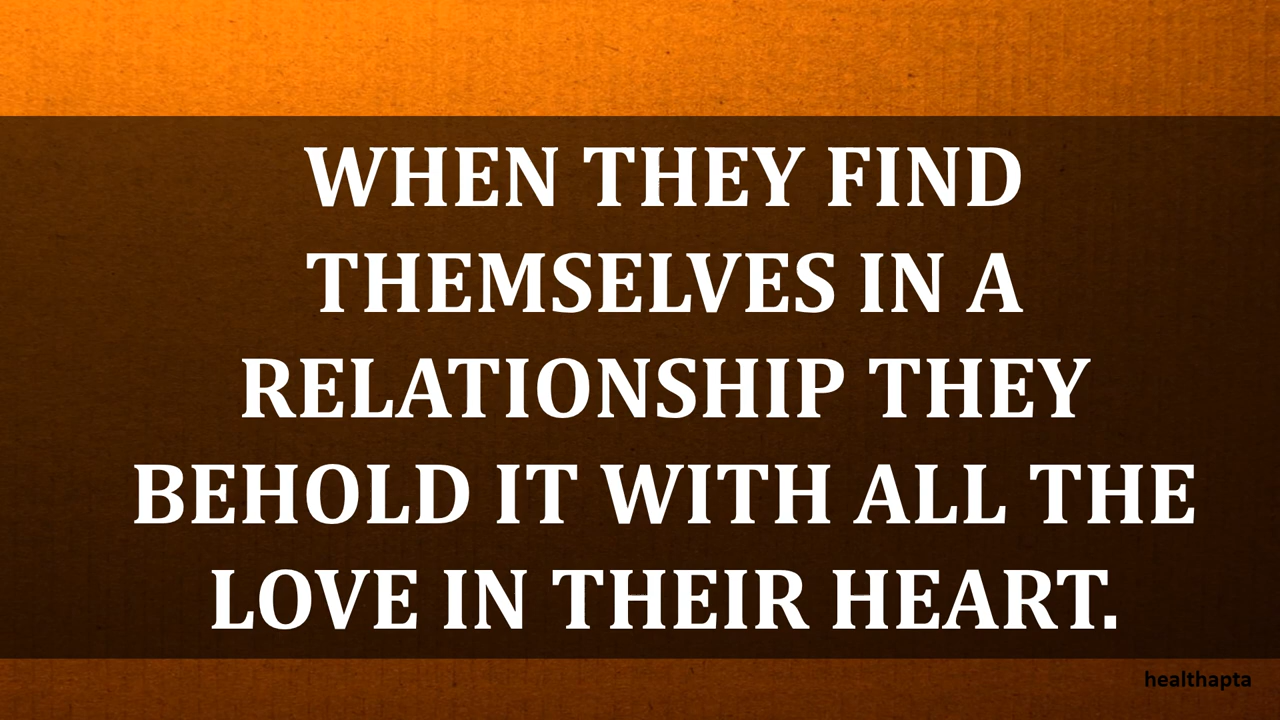 WHEN THEY FIND
THEMSELVES IN A
RELATIONSHIP THEY
BEHOLD IT WITH ALL THE
LOVE IN THEIR HEART.
healthapta